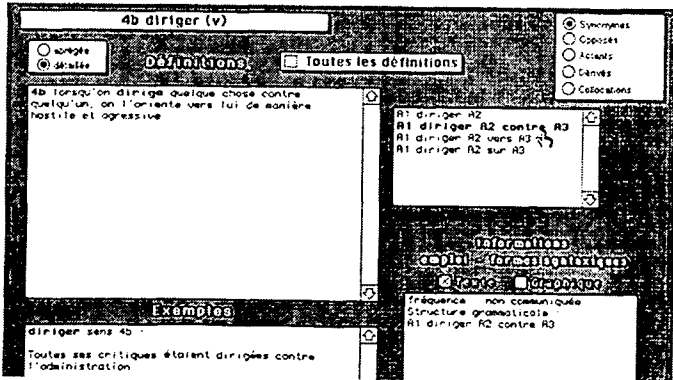 4b diriger (v)
abrégée
détaillée
Définitions
Toutes les définitions
Synonymes
Opposés
Actants
Dérivés
Collocations
4b lorsqu'on dirige quelque chose contre
quelqu'un, on l'oriente vers lui de manière
hostile et agressive
A1 diriger A2
A1 diriger A2 contre A3
A1 diriger A2 vers A3
A1 diriger A2 sur A3
Informations
emploi formes syntaxiques
Texte Graphique
Exemples
diriger sens 4b :
Toutes ses critiques étaient dirigées contre
l'administration
fréquence non communiquée
Structure grammaticale :
A1 diriger A2 contre A3